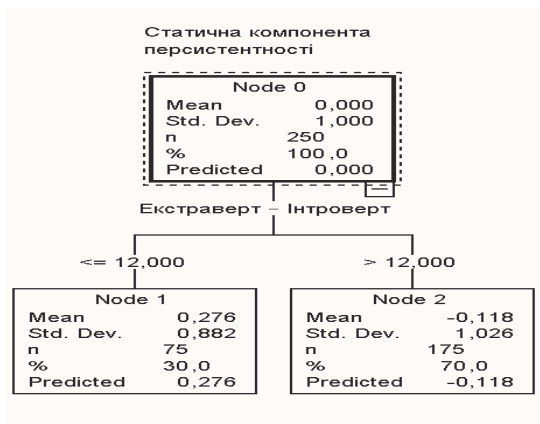 Статична компонента
персистентності
Node 0
Mean 0,000
Std. Dev. 1,000
n 250
% 100,0
Predicted 0,000
Екстраверт - Інтроверт
<= 12,000
> 12,000
Node 1
Mean 0,276
Std. Dev. 0,882
n 75
% 30,0
Predicted 0,276
Node 2
Mean -0,118
Std. Dev. 1,026
n 175
% 70,0
Predicted -0,118